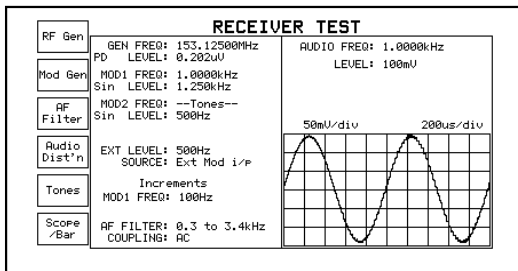 RECEIVER TEST
RF Gen
Mod Gen
AF
Filter
Audio
Dist'n
Tones
Scope
/Bar
GEN FREQ: 153.12500MHz
PD LEVEL: 0.202uV
MOD1 FREQ: 1.0000kHz
Sin LEVEL: 1.250kHz
MOD2 FREQ: --Tones--
Sin LEVEL: 500Hz
EXT LEVEL: 500Hz
SOURCE: Ext Mod i/p
Increments
MOD1 FREQ: 100Hz
AF FILTER: 0.3 to 3.4kHz
COUPLING: AC
AUDIO FREQ: 1.0000kHz
LEVEL: 100mV
50mV/div 200us/div